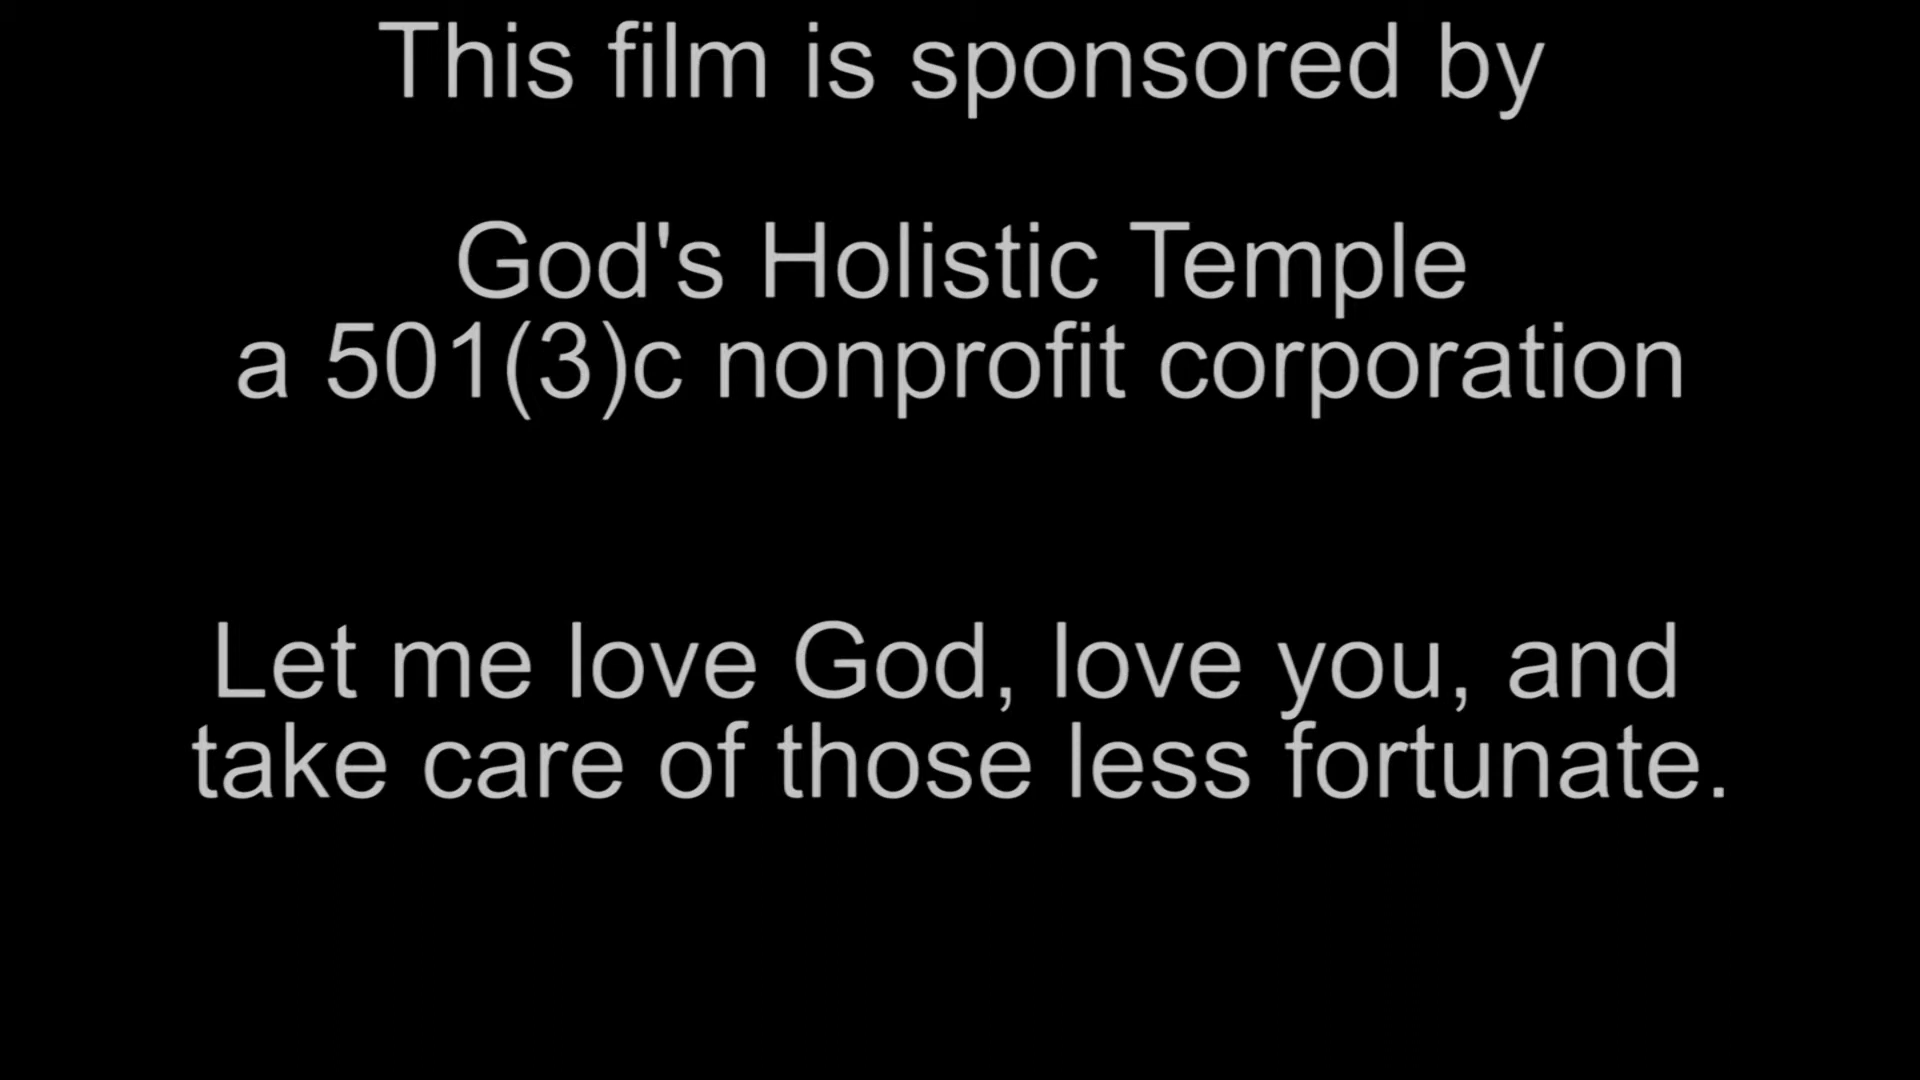 This film is sponsored by
God's Holistic Temple
a 501(3)c nonprofit corporation
Let me love God, love you, and
take care of those less fortunate.